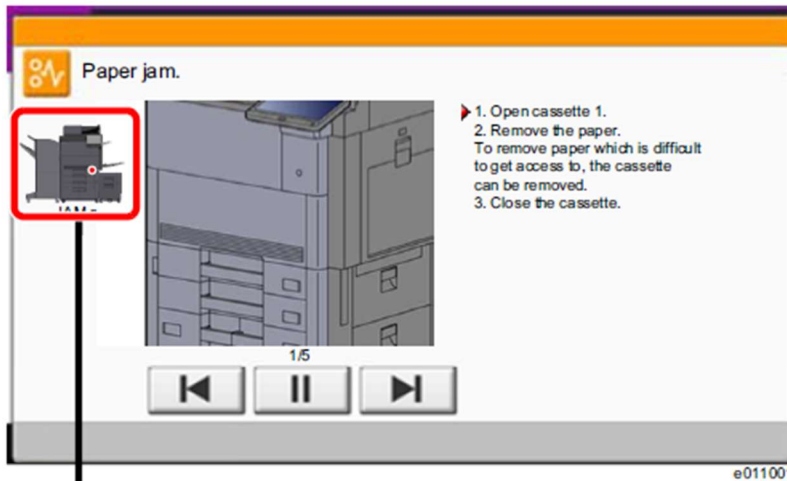 Paper jam.
JAM
1. Open cassette 1.
2. Remove the paper.
To remove paper which is difficult
to get access to, the cassette
can be removed.
3. Close the cassette.
1/5
e01100